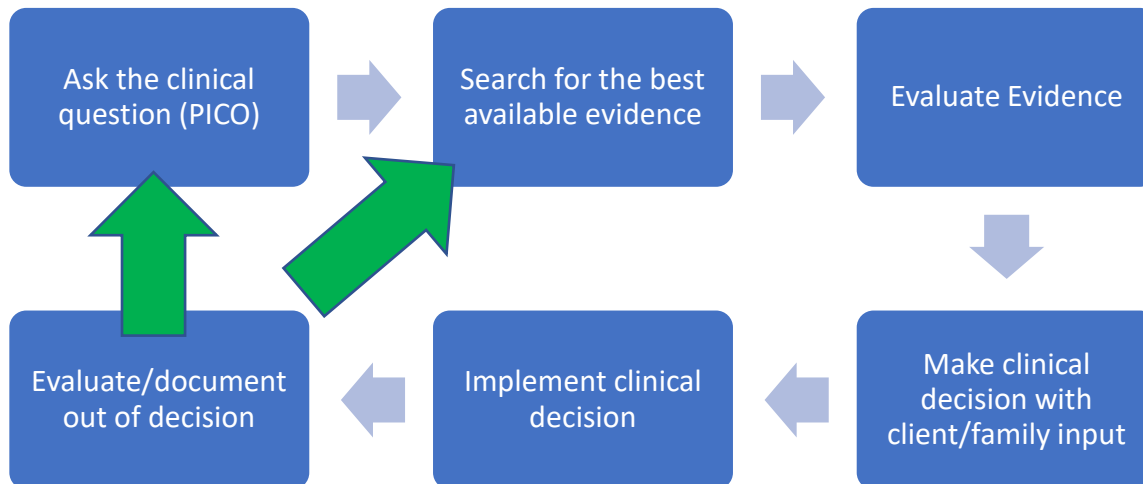 Ask the clinical
question (PICO)
Search for the best
available evidence
Evaluate Evidence
Make clinical
decision with
client/family input
Implement clinical
decision
Evaluate/document
out of decision